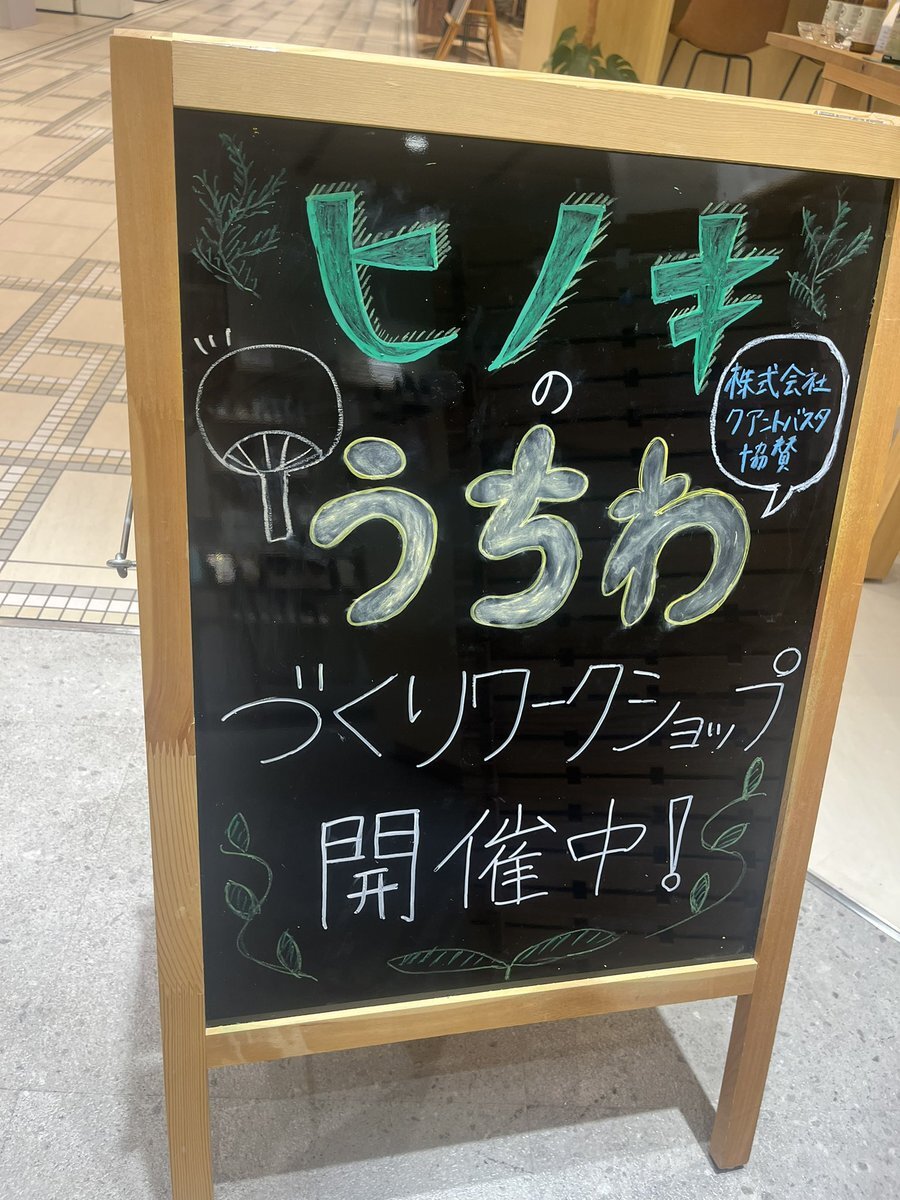 ヒノキ
の
うちわ
株式会社
クアントバスタ
協賛
づくりワークショップ
開催中!